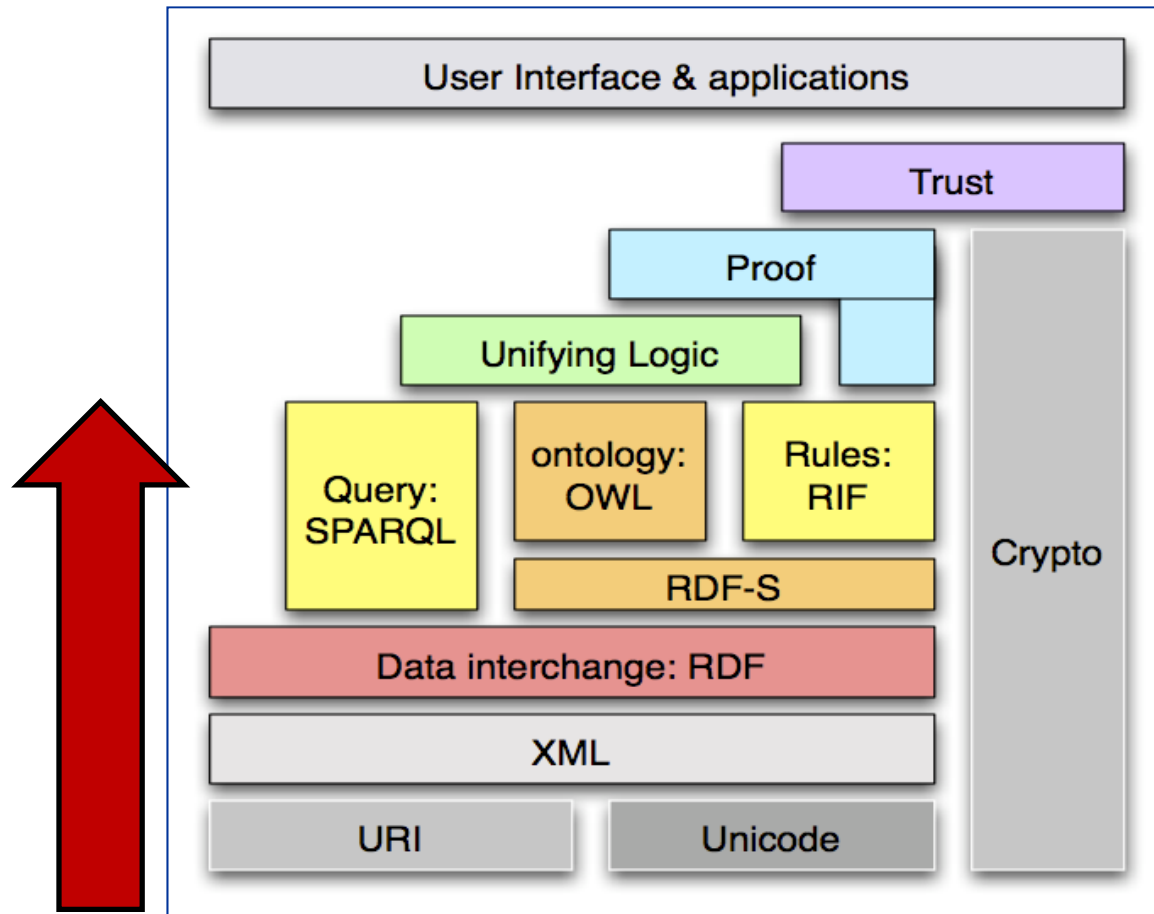 User Interface & applications
Trust
Proof
Unifying Logic
Query:
SPARQL
ontology:
OWL
Rules:
RIF
Crypto
RDF-S
Data interchange: RDF
XML
URI
Unicode